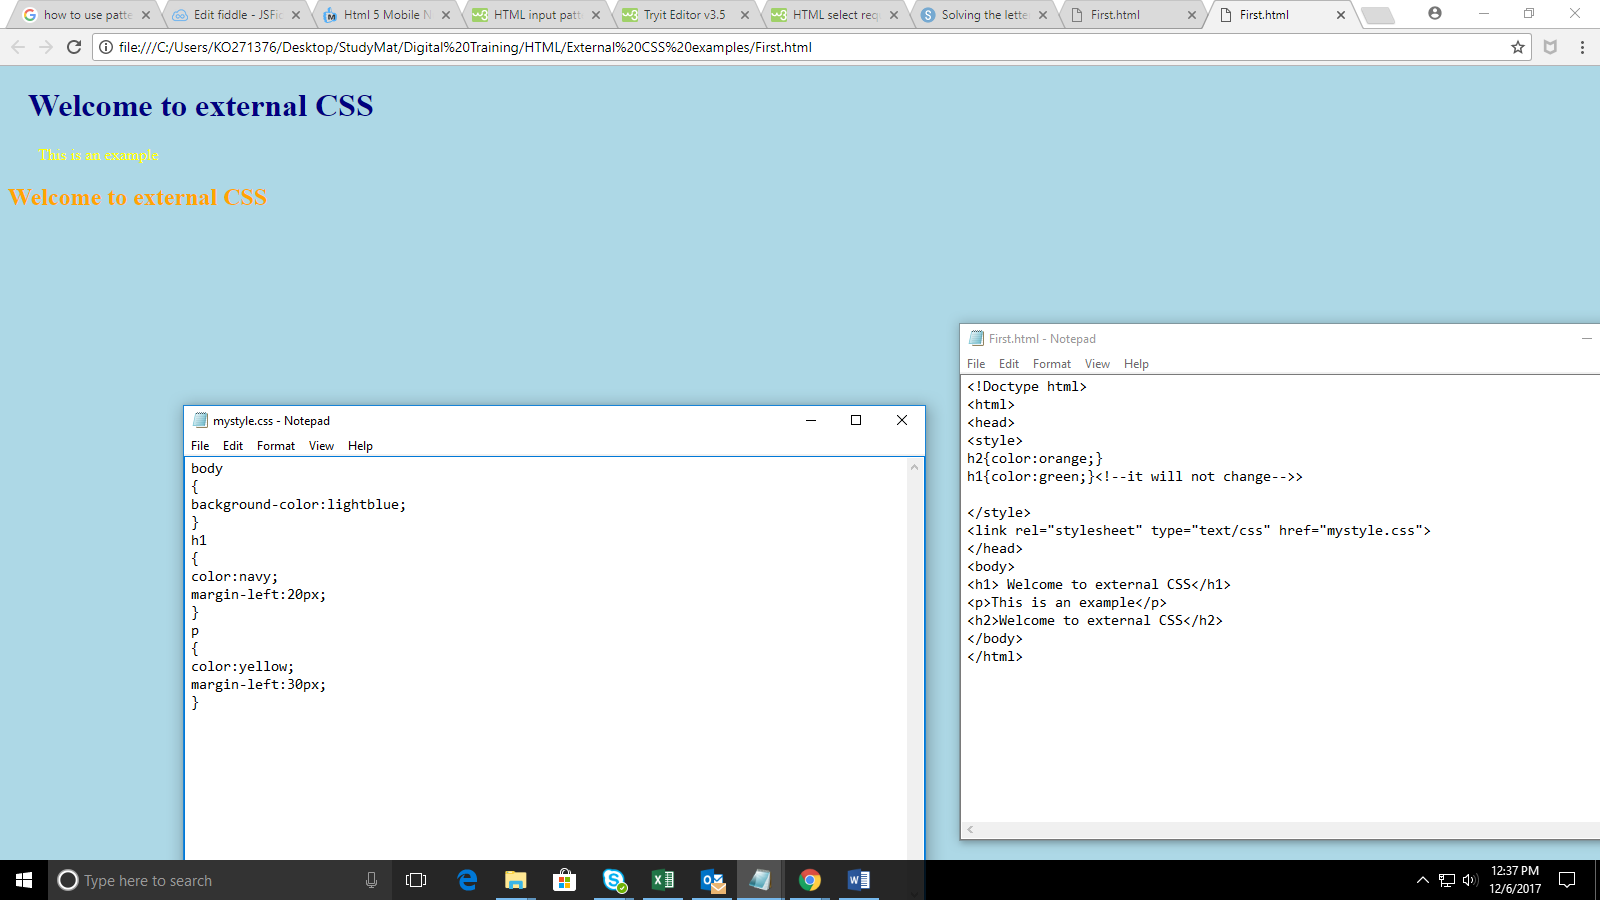 how to use patte
Edit fiddle - JSFid
Html 5 Mobile N
HTML input patt
Tryit Editor v3.5
HTML select req
Solving the letter
First.html
First.html
file:///C:/Users/KO271376/Desktop/StudyMat/Digital%20Training/HTML/External%20CSS%20examples/First.html
Welcome to external CSS
This is an example
Welcome to external CSS
First.html - Notepad
File Edit Format View Help
<!Doctype html>
<html>
<head>
<style>
h2{color:orange;}
h1{color:green;}<!--it will not change-->>
</style>
<link rel="stylesheet" type="text/css" href="mystyle.css">
</head>
<body>
<h1> Welcome to external CSS</h1>
<p>This is an example</p>
<h2>Welcome to external CSS</h2>
</body>
</html>
mystyle.css - Notepad
File Edit Format View Help
body
{
background-color:lightblue;
}
h1
{
color:navy;
margin-left:20px;
}
p
{
color:yellow;
margin-left:30px;
}
Type here to search
12:37 PM
12/6/2017